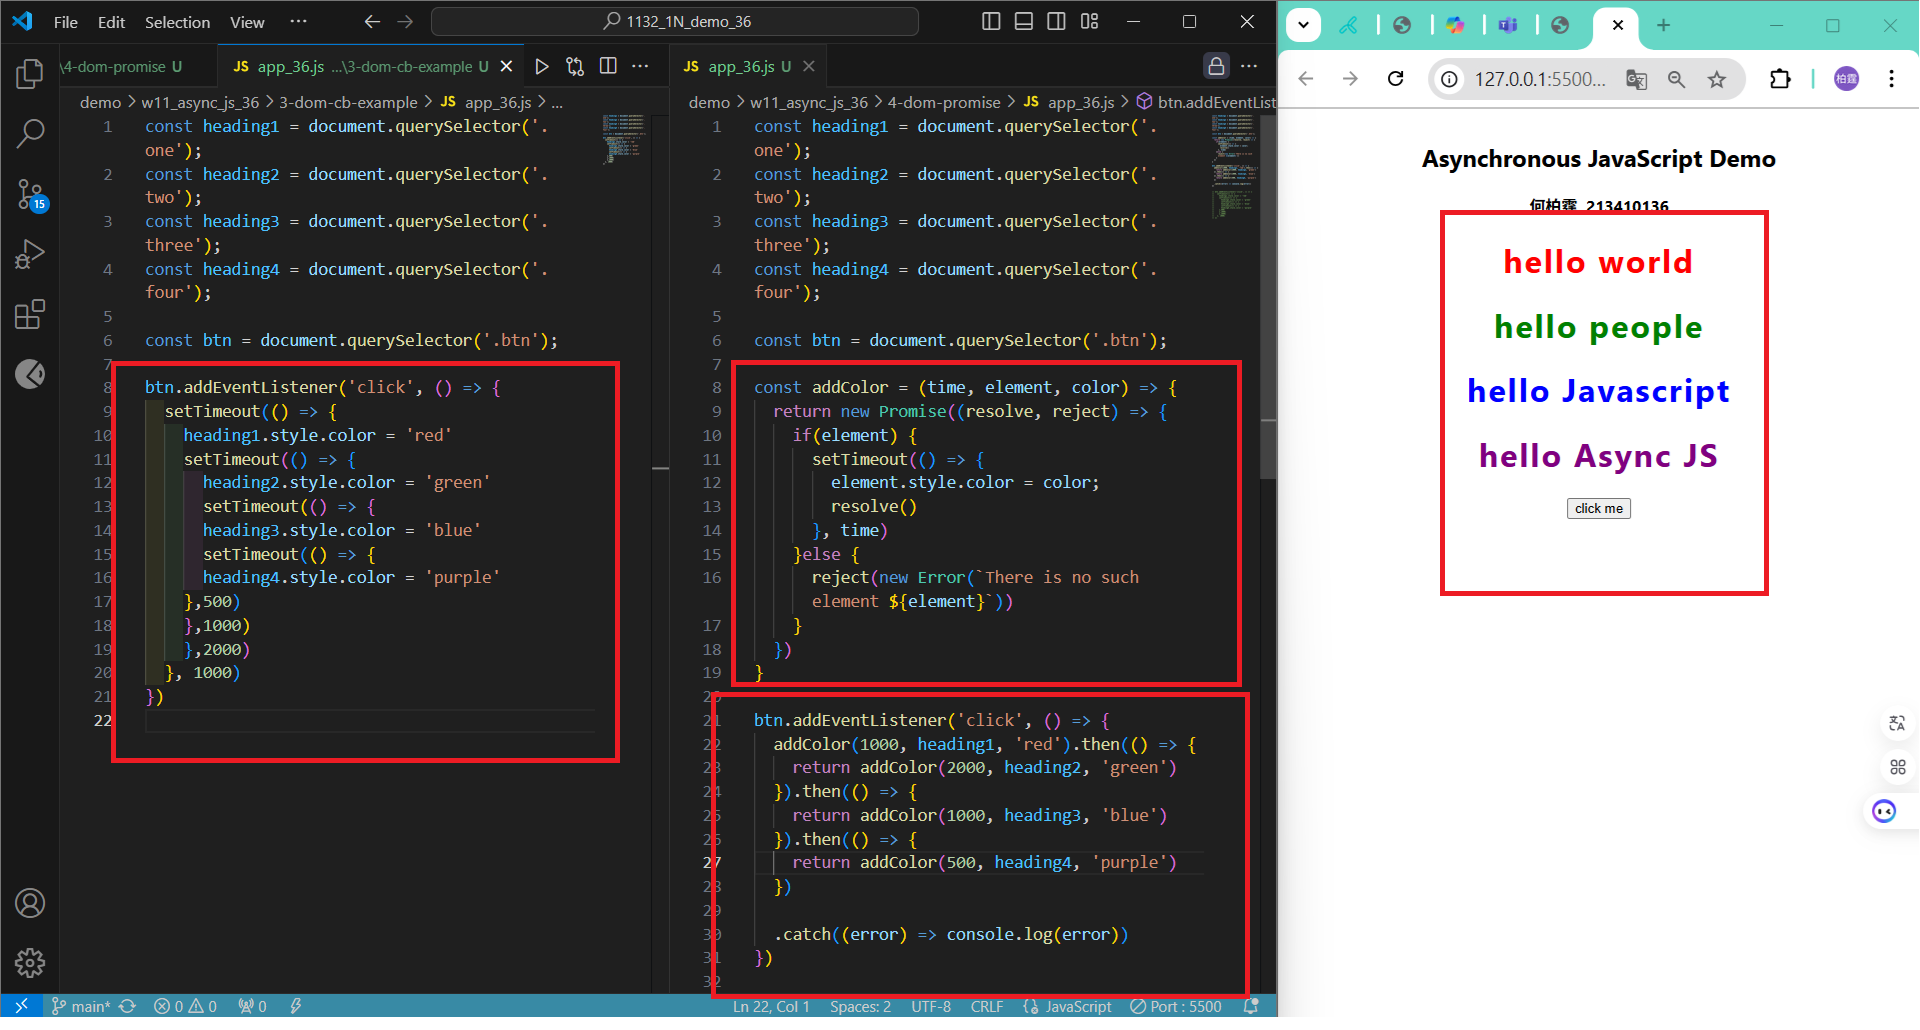 File Edit Selection View ··· 1132_1N_demo_36
\4-dom-promise U JS app_36.js ...\3-dom-cb-example U
demo > w11_async_js_36 > 3-dom-cb-example > JS app_36.js > ...
1 const heading1 = document.querySelector('.
one');
2 const heading2 = document.querySelector('.
two');
3 const heading3 = document.querySelector('.
three');
4 const heading4 = document.querySelector('.
four');
5
6 const btn = document.querySelector('.btn');
7
8 btn.addEventListener('click', () => {
9 setTimeout(() => {
10 heading1.style.color = 'red'
11 setTimeout(() => {
12 heading2.style.color = 'green'
13 setTimeout(() => {
14 heading3.style.color = 'blue'
15 setTimeout(() => {
16 heading4.style.color = 'purple'
17 },500)
18 },1000)
19 },2000)
20 }, 1000)
21 })
22
JS app_36.js U
demo > w11_async_js_36 > 4-dom-promise > JS app_36.js > btn.addEventList
1 const heading1 = document.querySelector('.
one');
2 const heading2 = document.querySelector('.
two');
3 const heading3 = document.querySelector('.
three');
4 const heading4 = document.querySelector('.
four');
5
6 const btn = document.querySelector('.btn');
7
8 const addColor = (time, element, color) => {
9 return new Promise((resolve, reject) => {
10 if(element) {
11 setTimeout(() => {
12 element.style.color = color;
13 resolve()
14 }, time)
15 }else {
16 reject(new Error(`There is no such
element ${element}`))
17 }
18 })
19 }
20
21 btn.addEventListener('click', () => {
22 addColor(1000, heading1, 'red').then(() => {
23 return addColor(2000, heading2, 'green')
24 }).then(() => {
25 return addColor(1000, heading3, 'blue')
26 }).then(() => {
27 return addColor(500, heading4, 'purple')
28 })
29
30 .catch((error) => console.log(error))
31 })
32
15
main* 0 0 0 Ln 22, Col 1 Spaces: 2 UTF-8 CRLF {} JavaScript Port : 5500
127.0.0.1:5500... 柏霆
Asynchronous JavaScript Demo
何柏霆 213410136
hello world
hello people
hello Javascript
hello Async JS
click me